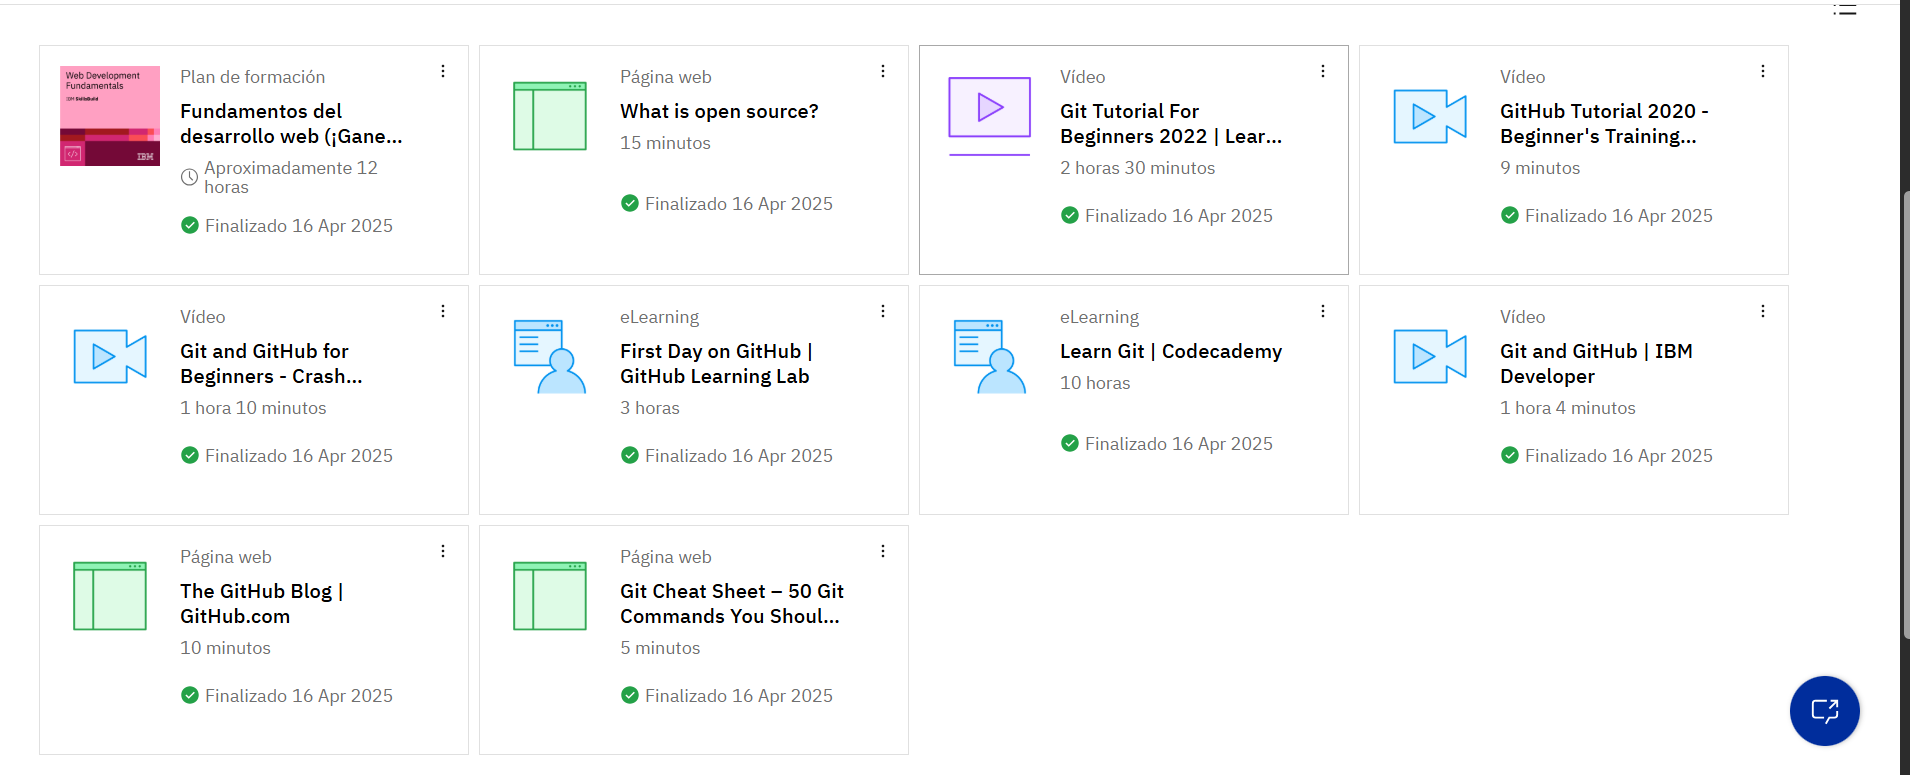 Web Development
Fundamentals
IBM SkillsBuild
IBM
Plan de formación
Fundamentos del
desarrollo web (¡Gane...
Aproximadamente 12
horas
Finalizado 16 Apr 2025
Página web
What is open source?
15 minutos
Finalizado 16 Apr 2025
Vídeo
Git Tutorial For
Beginners 2022 | Lear...
2 horas 30 minutos
Finalizado 16 Apr 2025
Vídeo
GitHub Tutorial 2020 -
Beginner's Training...
9 minutos
Finalizado 16 Apr 2025
Vídeo
Git and GitHub for
Beginners - Crash...
1 hora 10 minutos
Finalizado 16 Apr 2025
eLearning
First Day on GitHub |
GitHub Learning Lab
3 horas
Finalizado 16 Apr 2025
eLearning
Learn Git | Codecademy
10 horas
Finalizado 16 Apr 2025
Vídeo
Git and GitHub | IBM
Developer
1 hora 4 minutos
Finalizado 16 Apr 2025
Página web
The GitHub Blog |
GitHub.com
10 minutos
Finalizado 16 Apr 2025
Página web
Git Cheat Sheet – 50 Git
Commands You Shoul...
5 minutos
Finalizado 16 Apr 2025